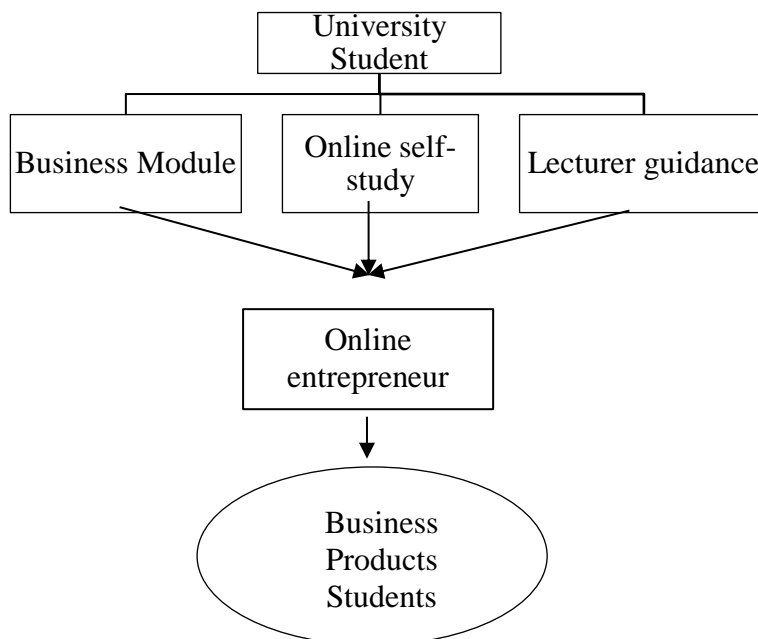 University
Student
Business Module
Online self-
study
Lecturer guidance
Online
entrepreneur
Business
Products
Students